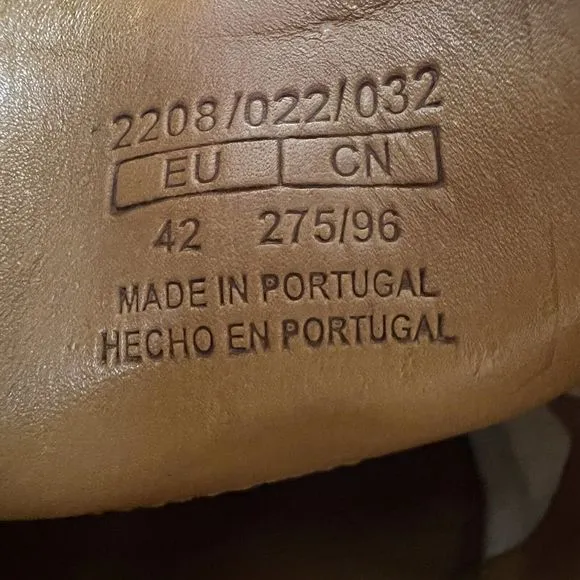 2208/022/032
EU CN
42 275/96
MADE IN PORTUGAL
HECHO EN PORTUGAL